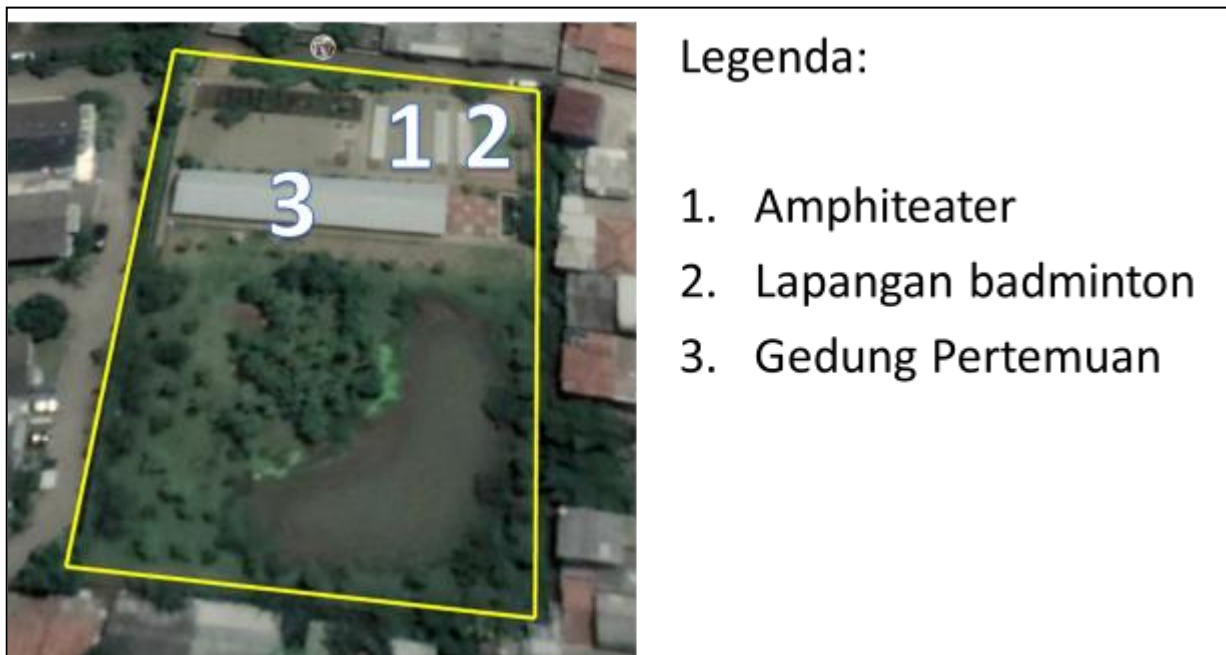 1 2
3
Legenda:
1. Amphiteater
2. Lapangan badminton
3. Gedung Pertemuan